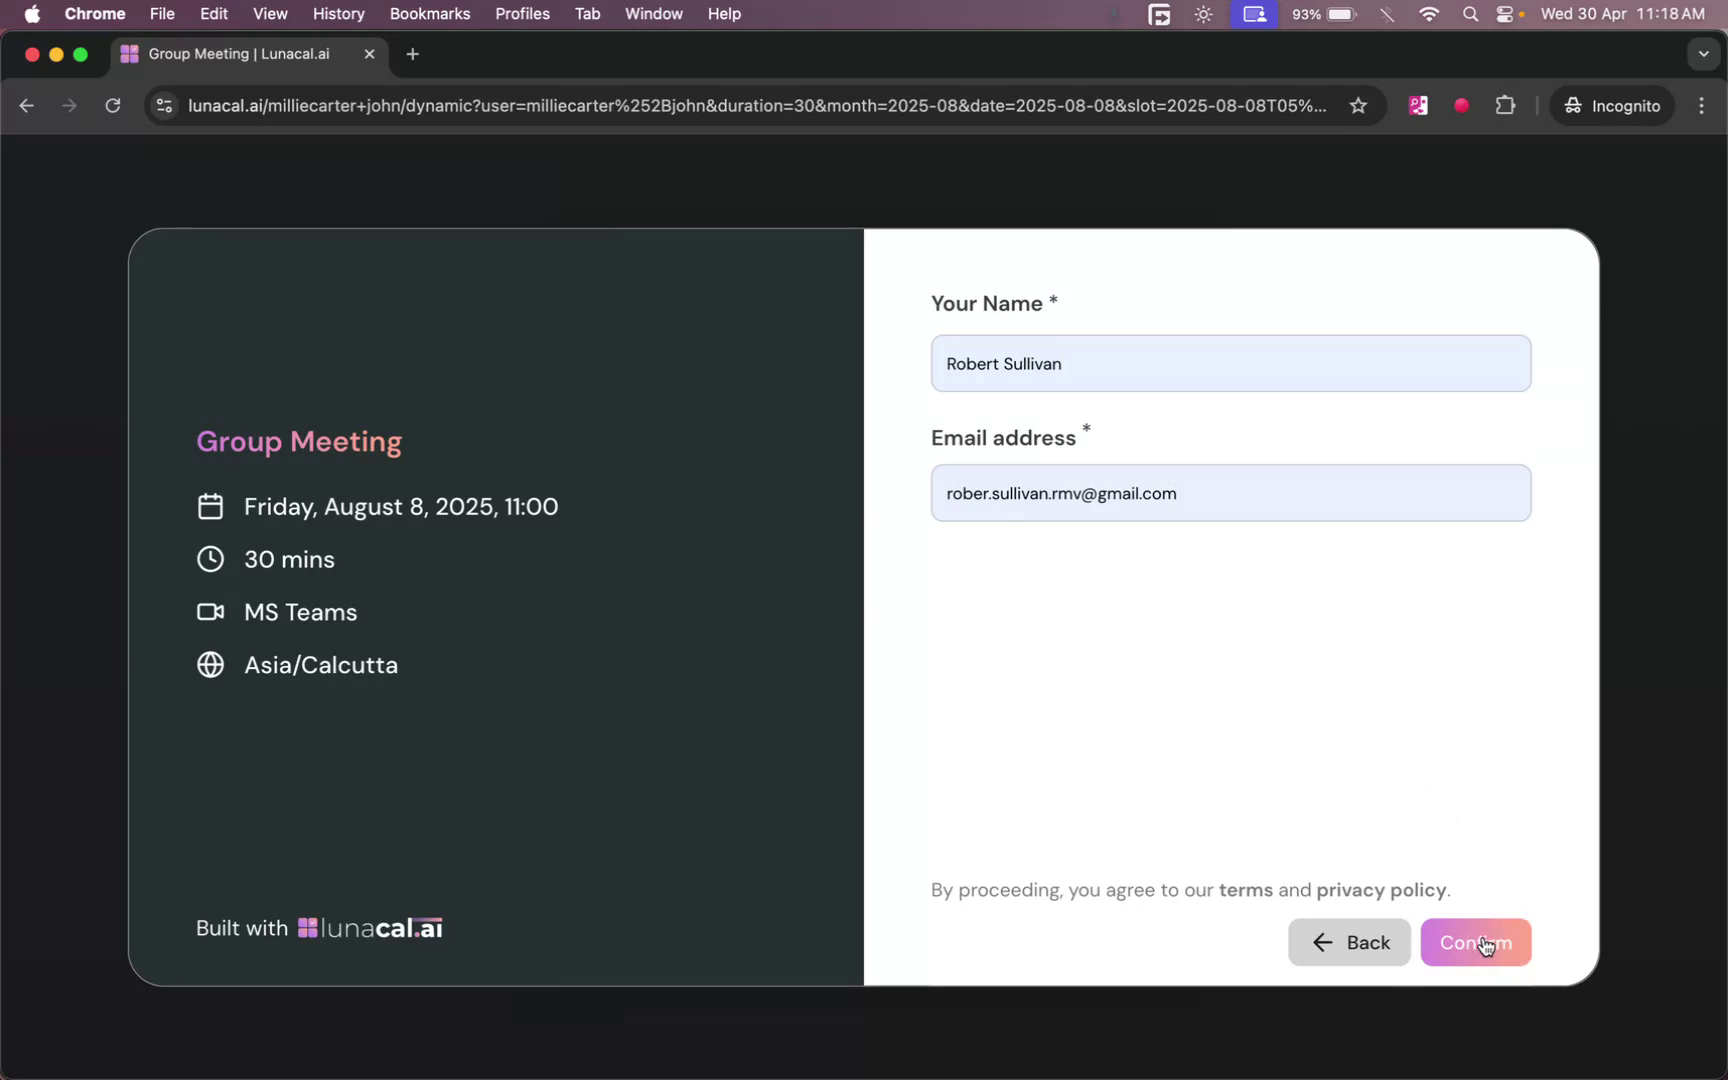 Chrome File Edit View History Bookmarks Profiles Tab Window Help 93% Wed 30 Apr 11:18 AM
Group Meeting | Lunacal.ai
lunacal.ai/milliecarter+john/dynamic?user=milliecarter%252Bjohn&duration=30&month=2025-08&date=2025-08-08&slot=2025-08-08T05%... Incognito
Group Meeting
Friday, August 8, 2025, 11:00
30 mins
MS Teams
Asia/Calcutta
Built with lunacal.ai
Your Name *
Robert Sullivan
Email address *
rober.sullivan.rmv@gmail.com
By proceeding, you agree to our terms and privacy policy.
Back Confirm